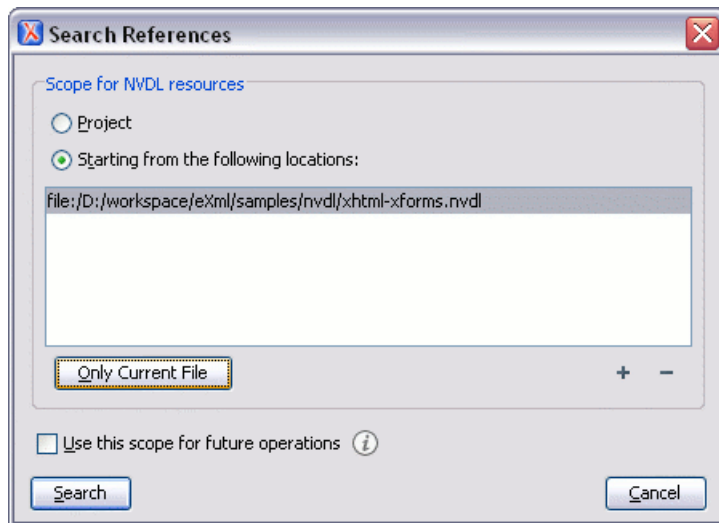 Search References
Scope for NVDL resources
Project
Starting from the following locations:
file:/D:/workspace/eXml/samples/nvdl/xhtml-xforms.nvdl
Only Current File
+ −
Use this scope for future operations i
Search Cancel